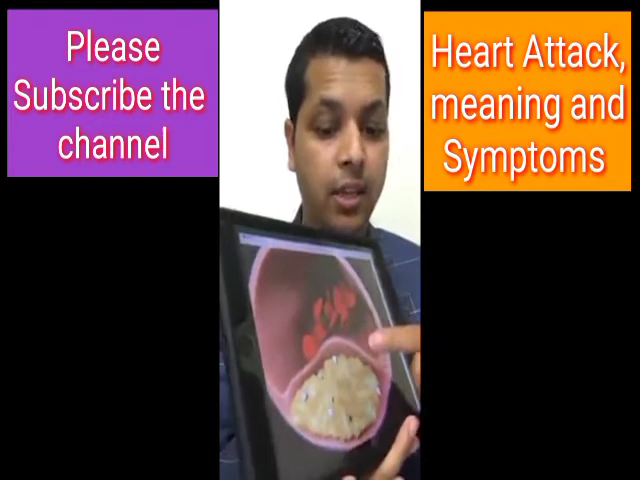 Please
Subscribe the
channel
Heart Attack,
meaning and
Symptoms